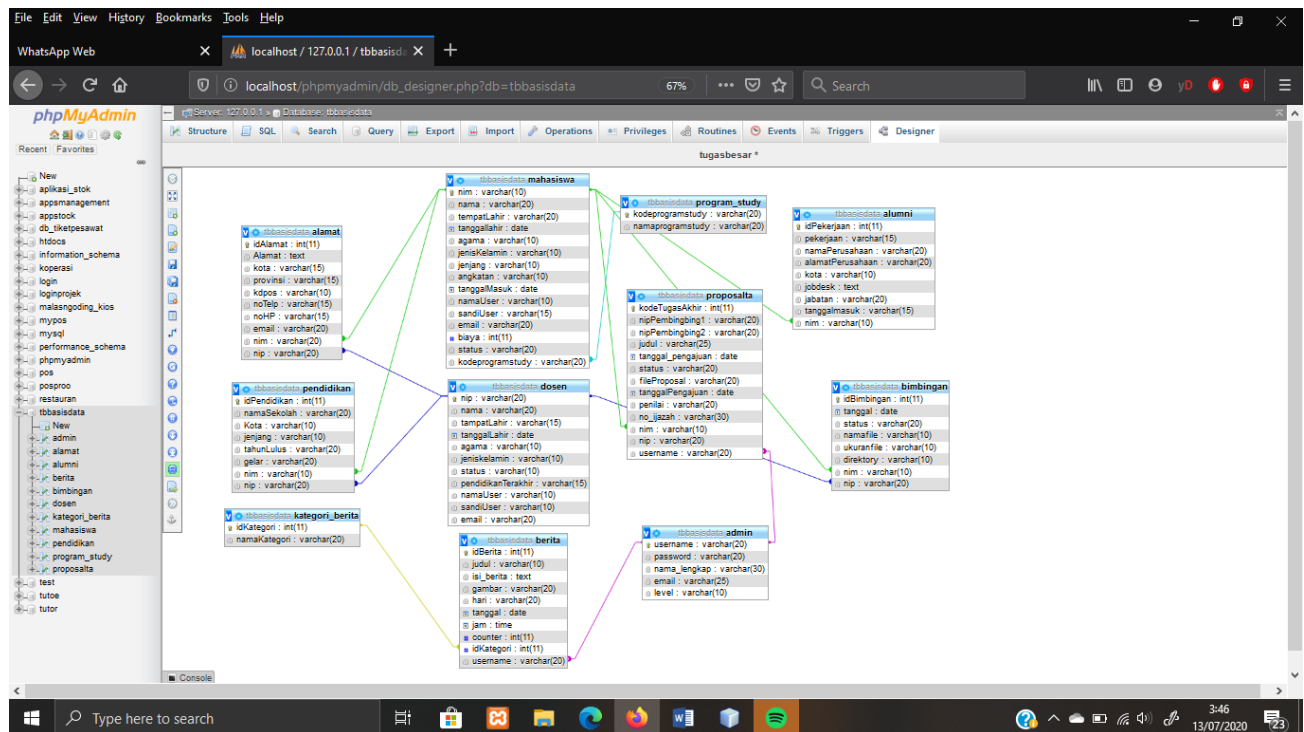 File Edit View History Bookmarks Tools Help
WhatsApp Web
localhost / 127.0.0.1 / tbbasisda
localhost/phpmyadmin/db_designer.php?db=tbbasisdata
67%
Search
yD
phpMyAdmin
Recent Favorites
New
aplikasi_stok
appsmanagement
appstock
db_tiketpesawat
htdocs
information_schema
koperasi
login
loginprojek
malasngoding_kios
mypos
mysql
performance_schema
phpmyadmin
pos
posproo
restauran
tbbasisdata
New
admin
alamat
alumni
berita
bimbingan
dosen
kategori_berita
mahasiswa
pendidikan
program_study
proposalta
test
tutoe
tutor
Server: 127.0.0.1 » Database: tbbasisdata
Structure SQL Search Query Export Import Operations Privileges Routines Events Triggers Designer
tugasbesar *
tbbasisdata alamat
idAlamat : int(11)
Alamat : text
kota : varchar(15)
provinsi : varchar(15)
kdpos : varchar(10)
noTelp : varchar(15)
noHP : varchar(15)
email : varchar(20)
nim : varchar(20)
nip : varchar(20)
tbbasisdata mahasiswa
nim : varchar(10)
nama : varchar(20)
tempatLahir : varchar(20)
tanggallahir : date
agama : varchar(10)
jenisKelamin : varchar(10)
jenjang : varchar(10)
angkatan : varchar(10)
tanggalMasuk : date
namaUser : varchar(10)
sandiUser : varchar(15)
email : varchar(20)
biaya : int(11)
status : varchar(20)
kodeprogramstudy : varchar(20)
tbbasisdata program_study
kodeprogramstudy : varchar(20)
namaprogramstudy : varchar(20)
tbbasisdata alumni
idPekerjaan : int(11)
pekerjaan : varchar(15)
namaPerusahaan : varchar(20)
alamatPerusahaan : varchar(20)
kota : varchar(10)
jobdesk : text
jabatan : varchar(20)
tanggalmasuk : varchar(15)
nim : varchar(10)
tbbasisdata proposalta
kodeTugasAkhir : int(11)
nipPembingbing1 : varchar(20)
nipPembingbing2 : varchar(20)
judul : varchar(25)
tanggal_pengajuan : date
status : varchar(20)
fileProposal : varchar(20)
tanggalPengajuan : date
penilai : varchar(20)
no_ijazah : varchar(30)
nim : varchar(10)
nip : varchar(20)
username : varchar(20)
tbbasisdata pendidikan
idPendidikan : int(11)
namaSekolah : varchar(20)
Kota : varchar(10)
jenjang : varchar(10)
tahunLulus : varchar(20)
gelar : varchar(20)
nim : varchar(10)
nip : varchar(20)
tbbasisdata dosen
nip : varchar(20)
nama : varchar(20)
tampatLahir : varchar(15)
tanggalLahir : date
agama : varchar(10)
jeniskelamin : varchar(10)
status : varchar(10)
pendidikanTerakhir : varchar(15)
namaUser : varchar(10)
sandiUser : varchar(10)
email : varchar(20)
tbbasisdata bimbingan
idBimbingan : int(11)
tanggal : date
status : varchar(20)
namafile : varchar(10)
ukuranfile : varchar(10)
direktory : varchar(10)
nim : varchar(10)
nip : varchar(20)
tbbasisdata kategori_berita
idKategori : int(11)
namaKategori : varchar(20)
tbbasisdata berita
idBerita : int(11)
judul : varchar(10)
isi_berita : text
gambar : varchar(20)
hari : varchar(20)
tanggal : date
jam : time
counter : int(11)
idKategori : int(11)
username : varchar(20)
tbbasisdata admin
username : varchar(20)
password : varchar(20)
nama_lengkap : varchar(30)
email : varchar(25)
level : varchar(10)
Console
Type here to search
3:46
13/07/2020
23